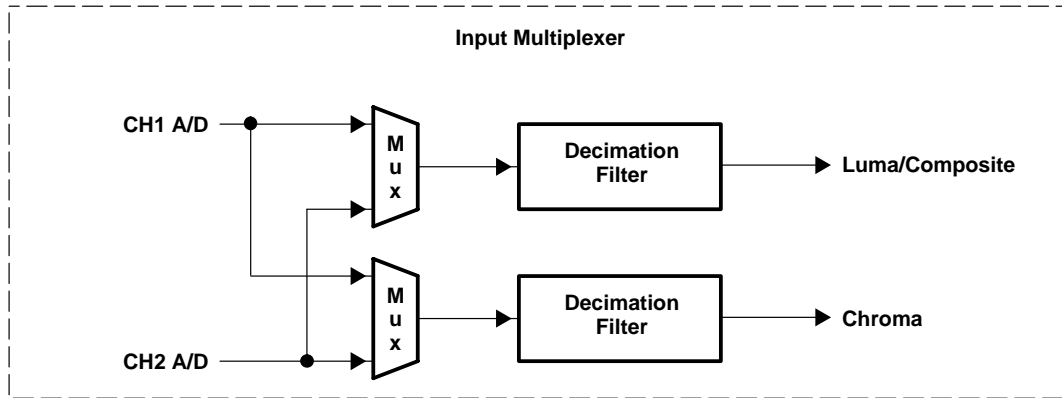 Input Multiplexer
CH1 A/D
M
u
x
Decimation
Filter
Luma/Composite
M
u
x
Decimation
Filter
Chroma
CH2 A/D